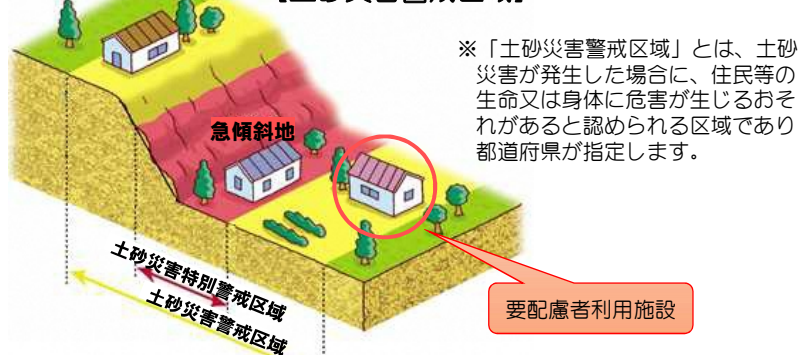 ※「土砂災害警戒区域」とは、土砂
災害が発生した場合に、住民等の
生命又は身体に危害が生じるおそ
れがあると認められる区域であり
都道府県が指定します。
急傾斜地
土砂災害特別警戒区域
土砂災害警戒区域
要配慮者利用施設